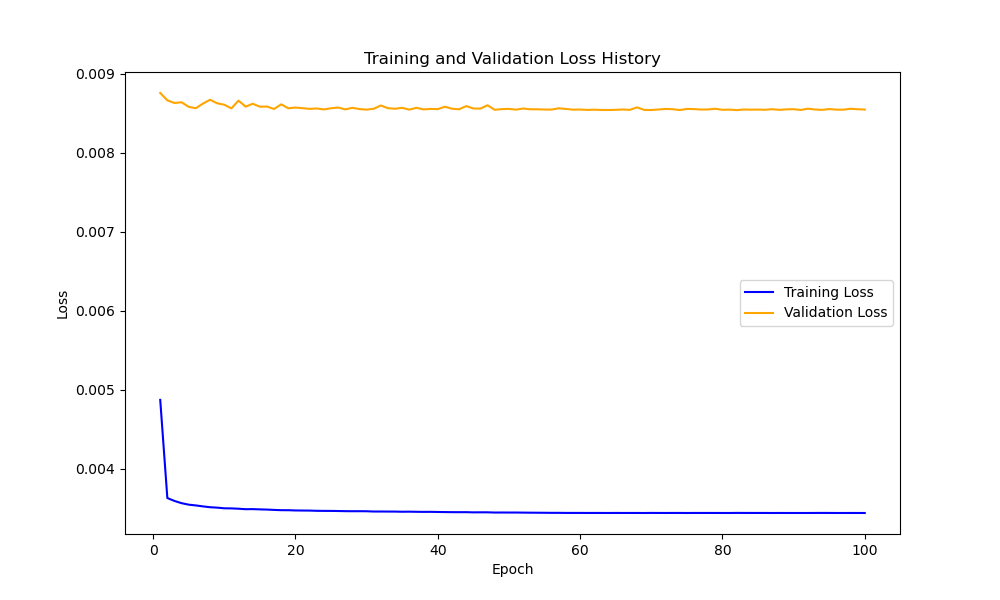 Training and Validation Loss History
0.009
0.008
0.007
0.006
0.005
0.004
Loss
Training Loss
Validation Loss
0
20
40
60
80
100
Epoch